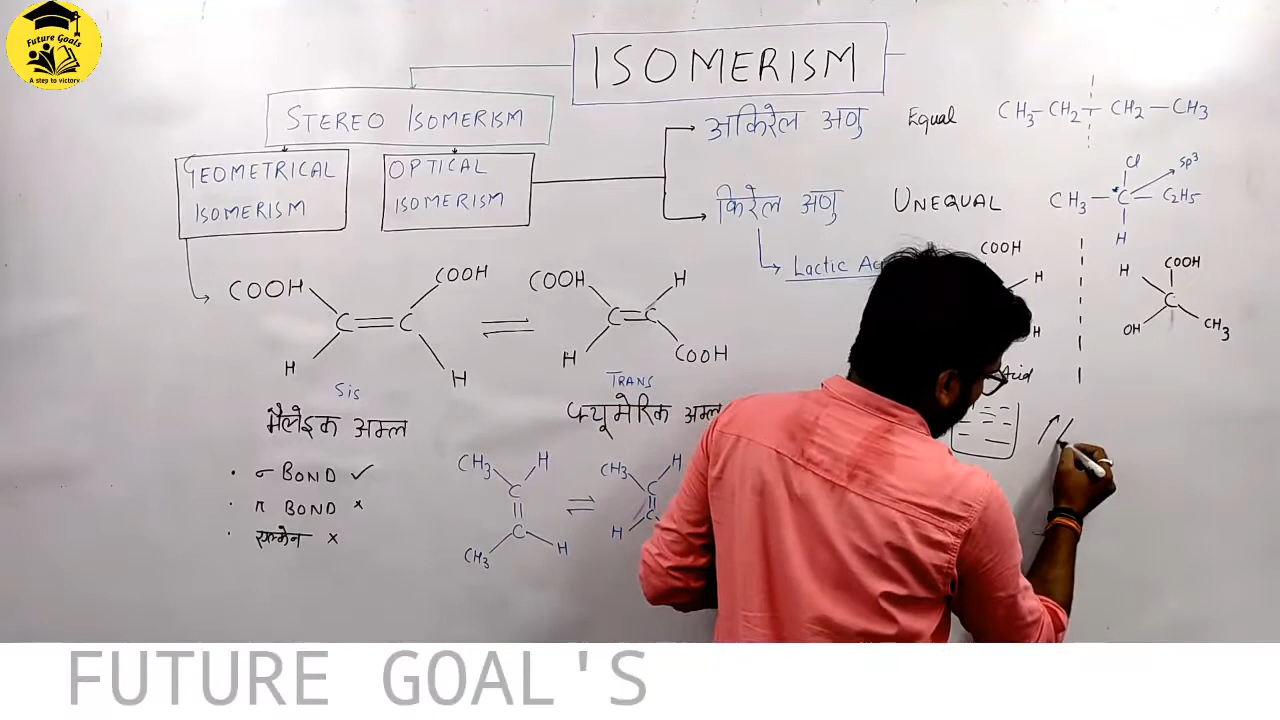 Future Goals
A step to victory
ISOMERISM
STEREO ISOMERISM
GEOMETRICAL
ISOMERISM
OPTICAL
ISOMERISM
अकिरेल अणु Equal CH3-CH2-CH2-CH3
किरेल अणु UNEQUAL
Cl
sp3
CH3-C-C2H5
*
H
Lactic Ac
COOH
H
H
Acid
COOH
H
C
OH
CH3
COOH
COOH
C=C
H
H
Sis
मैलेइक अम्ल
COOH
H
C=C
H
COOH
TRANS
फ्यूमेरिक अम्ल
• σ BOND ✓
• π BOND ×
×
CH3
H
C
||
C
CH3
H
CH3
H
C
||
C
H
FUTURE GOAL'S